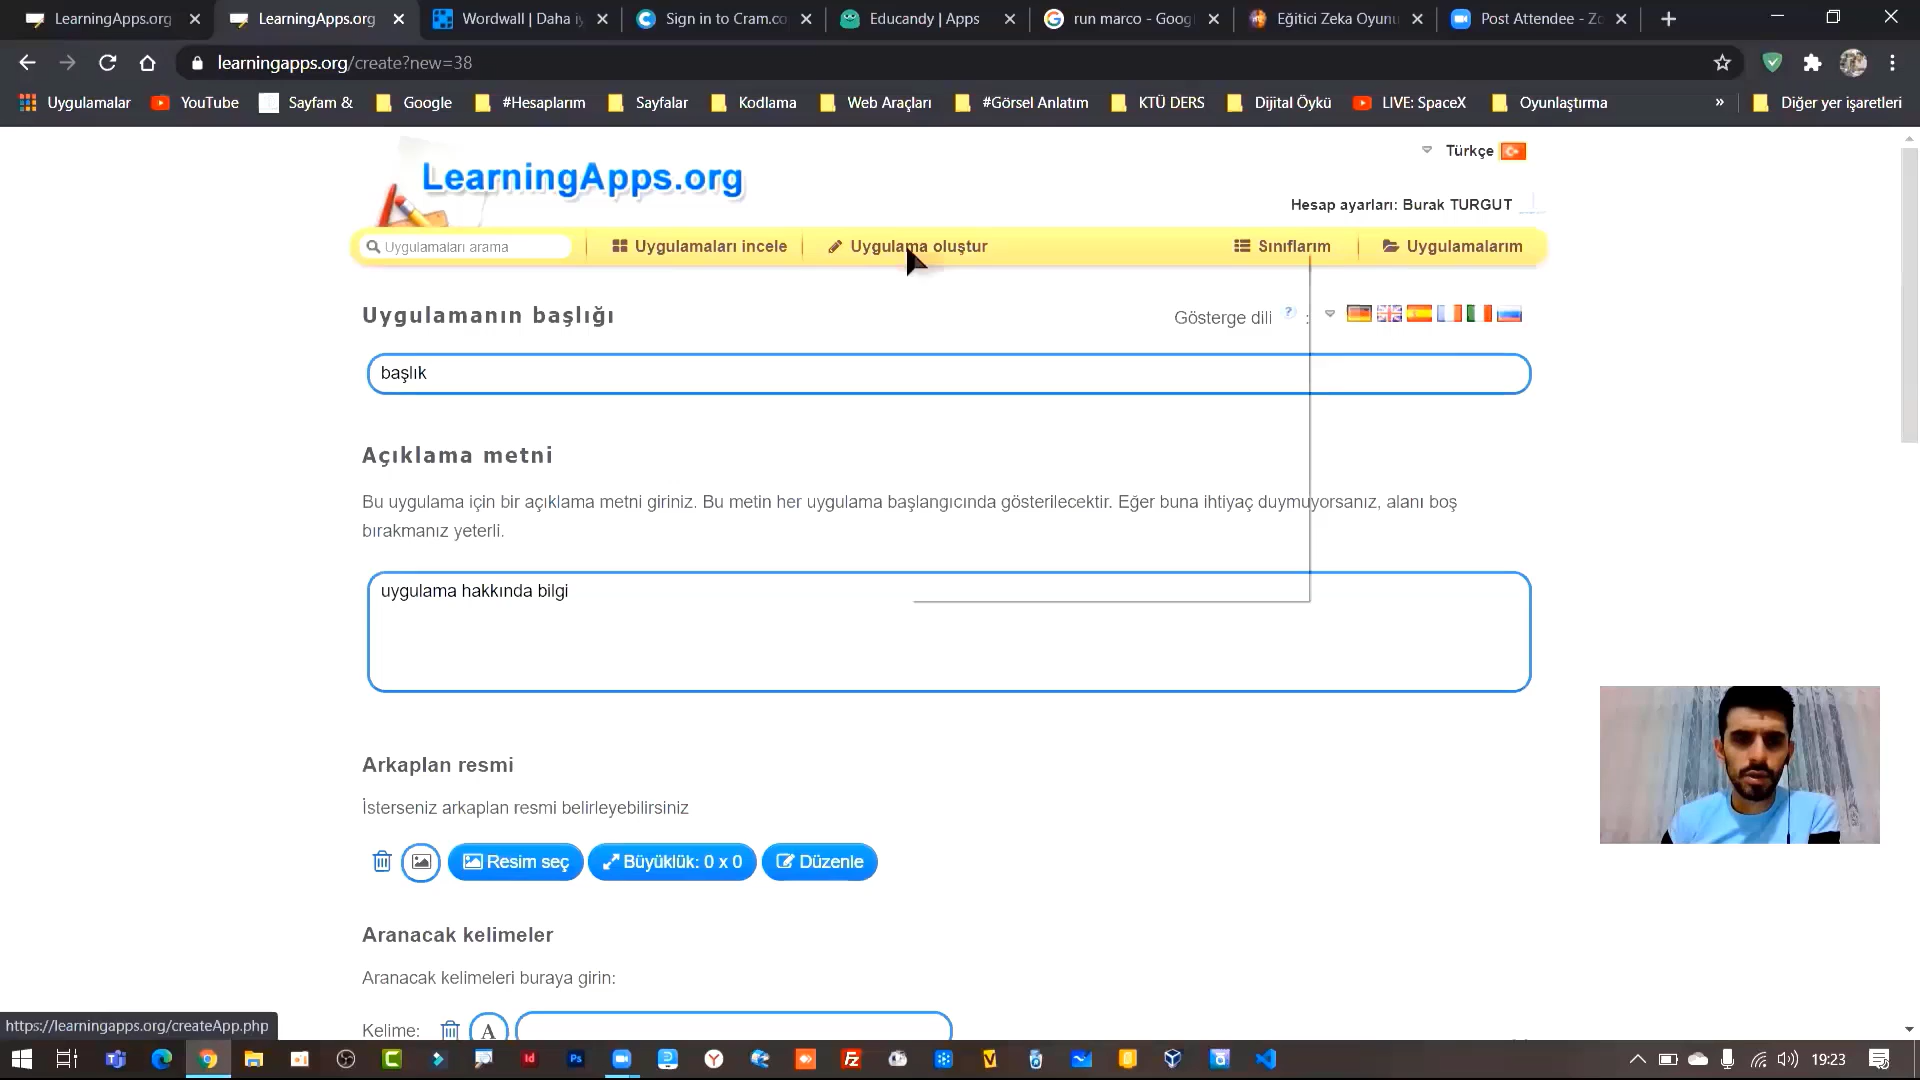 LearningApps.org
LearningApps.org
Wordwall | Daha iy
Sign in to Cram.co
Educandy | Apps
run marco - Googl
Eğitici Zeka Oyunu
Post Attendee - Zo
learningapps.org/create?new=38
Uygulamalar
YouTube
Sayfam &
Google
#Hesaplarım
Sayfalar
Kodlama
Web Araçları
#Görsel Anlatım
KTÜ DERS
Dijital Öykü
LIVE: SpaceX
Oyunlaştırma
»
Diğer yer işaretleri
LearningApps.org
Türkçe
Hesap ayarları: Burak TURGUT
Uygulamaları arama
Uygulamaları incele
Uygulama oluştur
Sınıflarım
Uygulamalarım
Uygulamanın başlığı
Gösterge dili ? :
başlık
Açıklama metni
Bu uygulama için bir açıklama metni giriniz. Bu metin her uygulama başlangıcında gösterilecektir. Eğer buna ihtiyaç duymuyorsanız, alanı boş
bırakmanız yeterli.
uygulama hakkında bilgi
Arkaplan resmi
İsterseniz arkaplan resmi belirleyebilirsiniz
Resim seç
Büyüklük: 0 x 0
Düzenle
Aranacak kelimeler
Aranacak kelimeleri buraya girin:
Kelime:
A
https://learningapps.org/createApp.php
Id
Ps
19:23